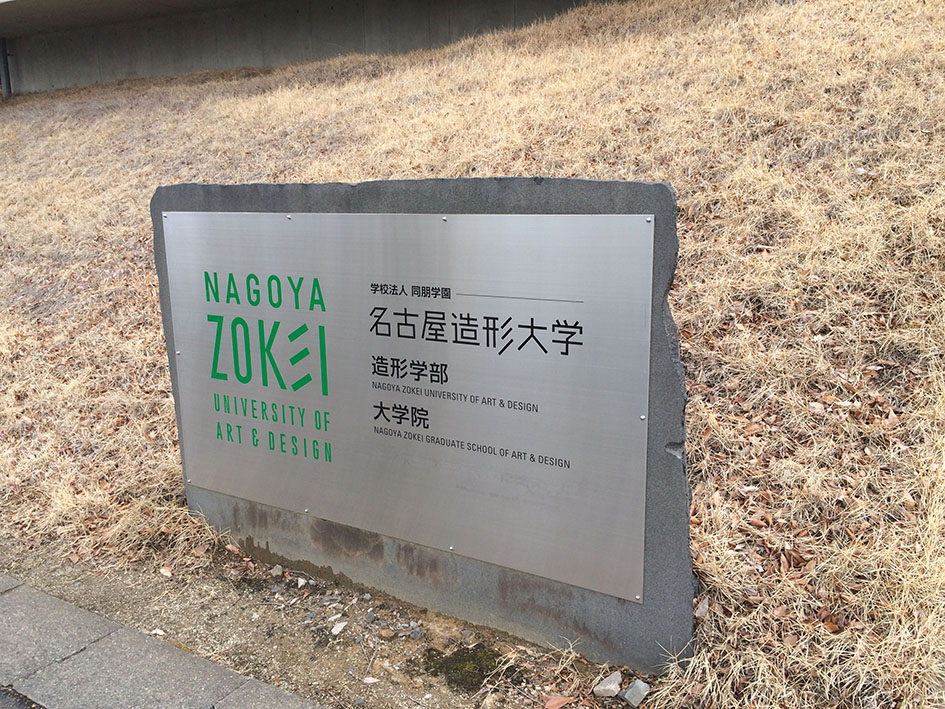 NAGOYA
ZOKEI
UNIVERSITY OF
ART & DESIGN
学校法人 同朋学園
名古屋造形大学
造形学部
NAGOYA ZOKEI UNIVERSITY OF ART & DESIGN
大学院
NAGOYA ZOKEI GRADUATE SCHOOL OF ART & DESIGN